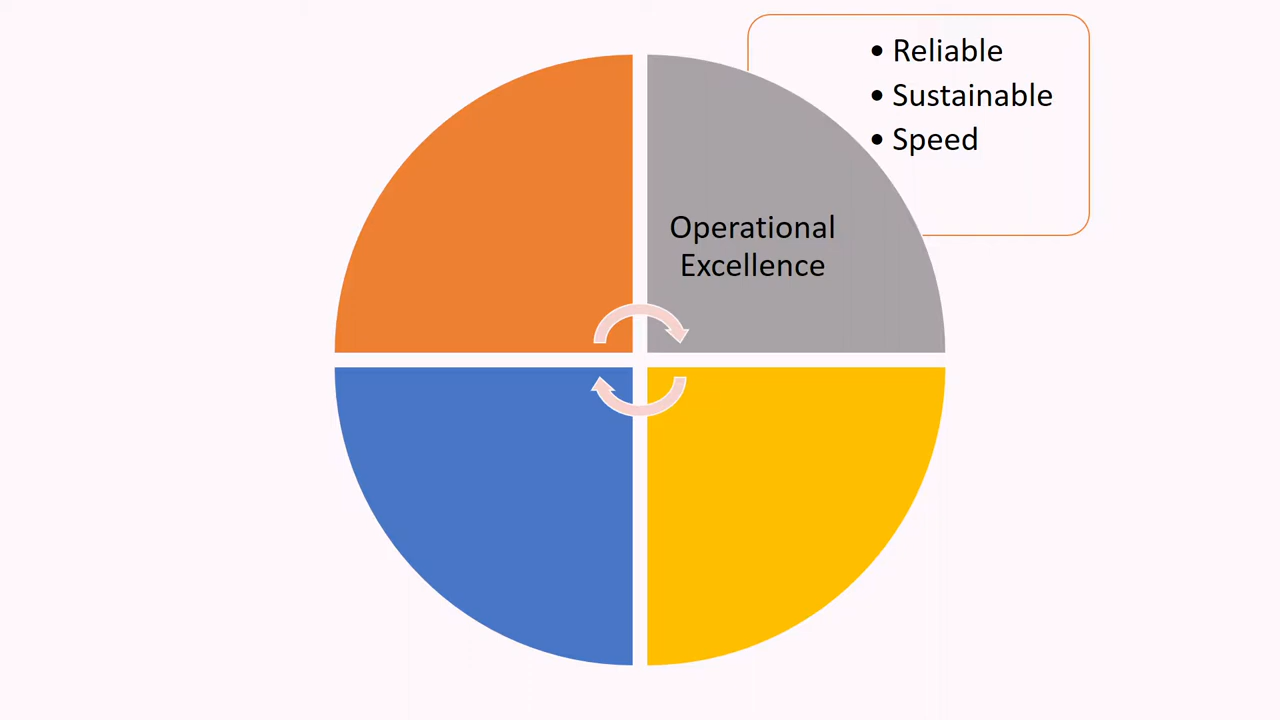 • Reliable
• Sustainable
• Speed
Operational
Excellence